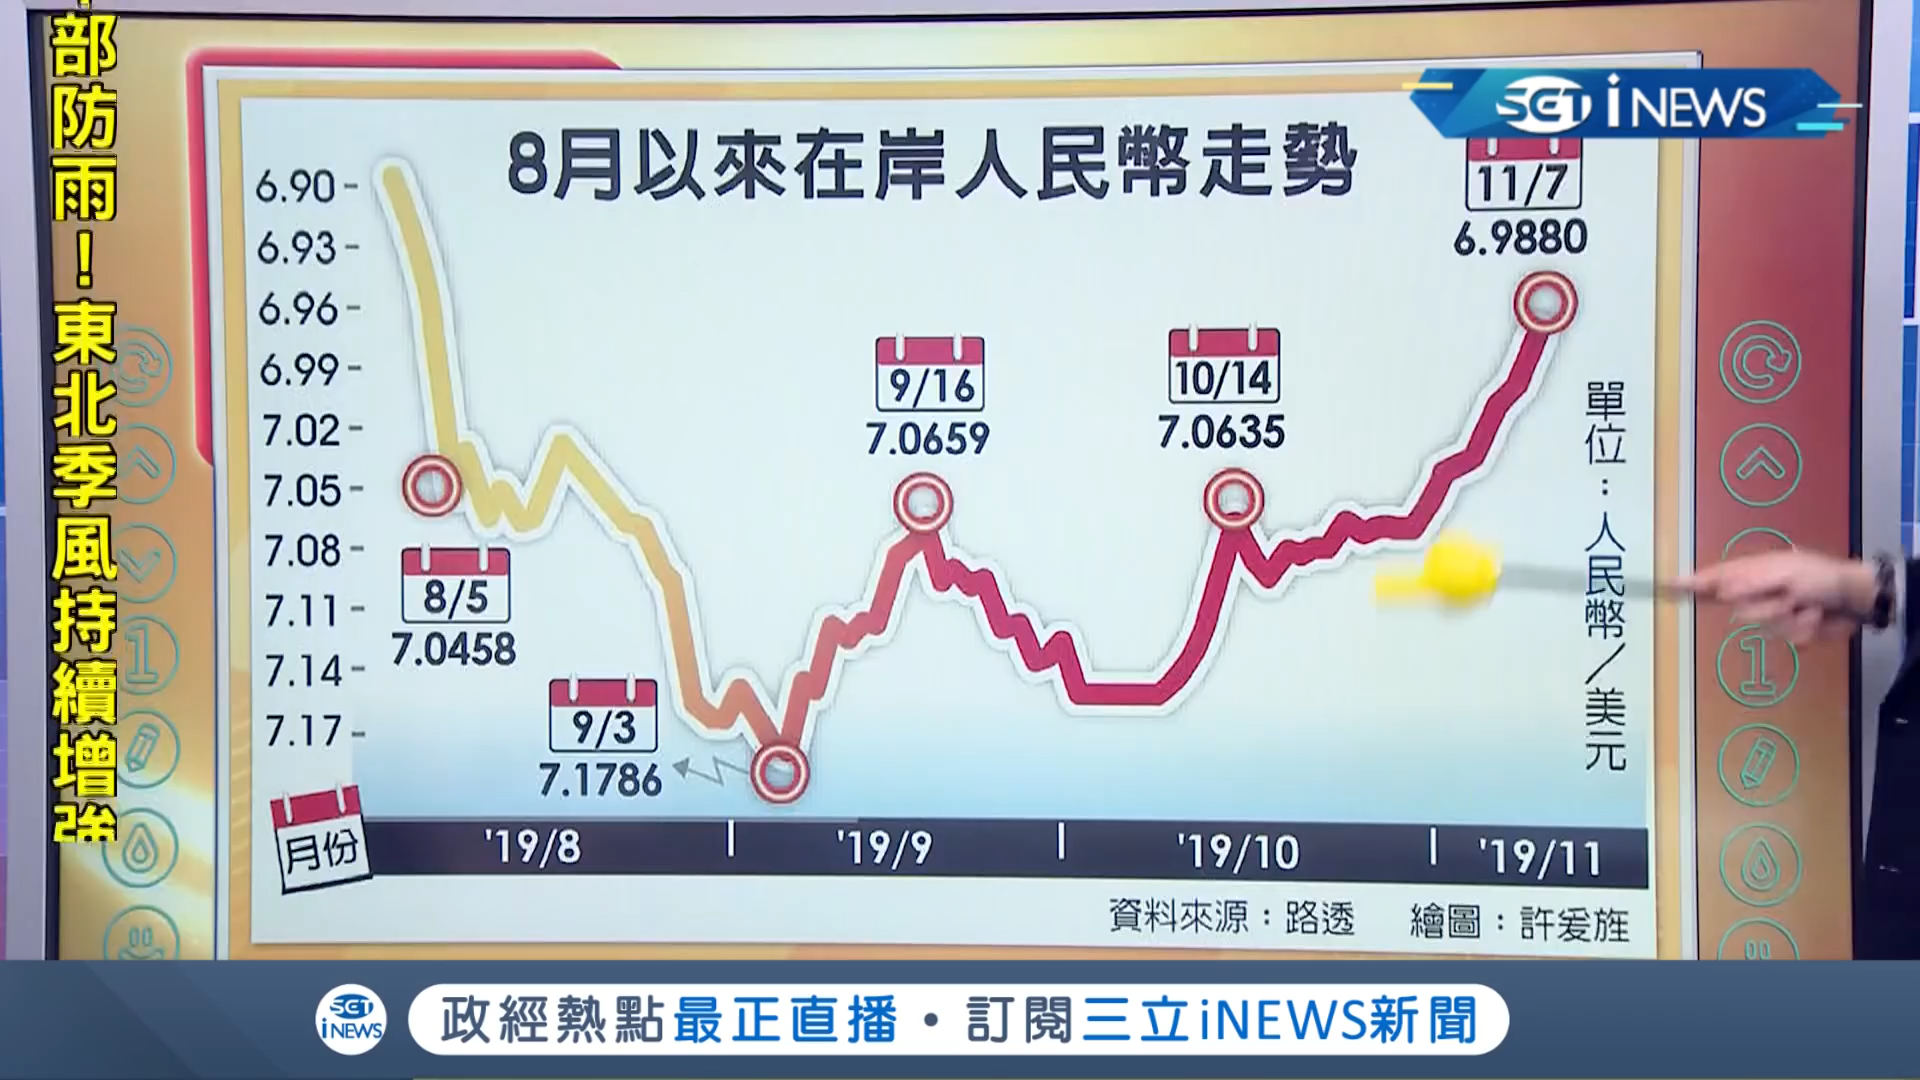 部防雨！東北季風持續增強
SET iNEWS
8月以來在岸人民幣走勢
6.90
6.93
6.96
6.99
7.02
7.05
7.08
7.11
7.14
7.17
8/5
7.0458
9/3
7.1786
9/16
7.0659
10/14
7.0635
11/7
6.9880
單位：人民幣／美元
月份
'19/8
'19/9
'19/10
'19/11
資料來源：路透
繪圖：許爰旌
1
1
SET iNEWS
政經熱點最正直播・訂閱三立iNEWS新聞